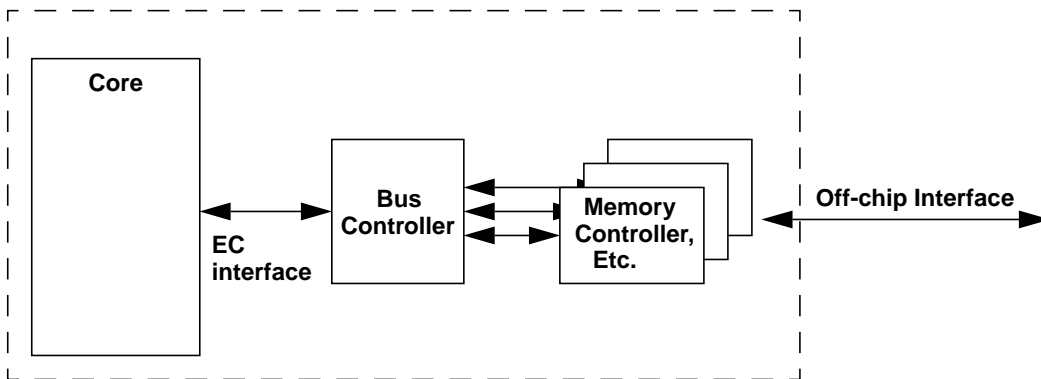 Core
Bus
Controller
EC
interface
Memory
Controller,
Etc.
Off-chip Interface